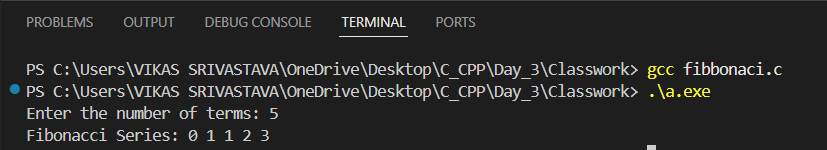 PROBLEMS OUTPUT DEBUG CONSOLE TERMINAL PORTS
PS C:\Users\VIKAS SRIVASTAVA\OneDrive\Desktop\C_CPP\Day_3\Classwork> gcc fibbonaci.c
PS C:\Users\VIKAS SRIVASTAVA\OneDrive\Desktop\C_CPP\Day_3\Classwork> .\a.exe
Enter the number of terms: 5
Fibonacci Series: 0 1 1 2 3